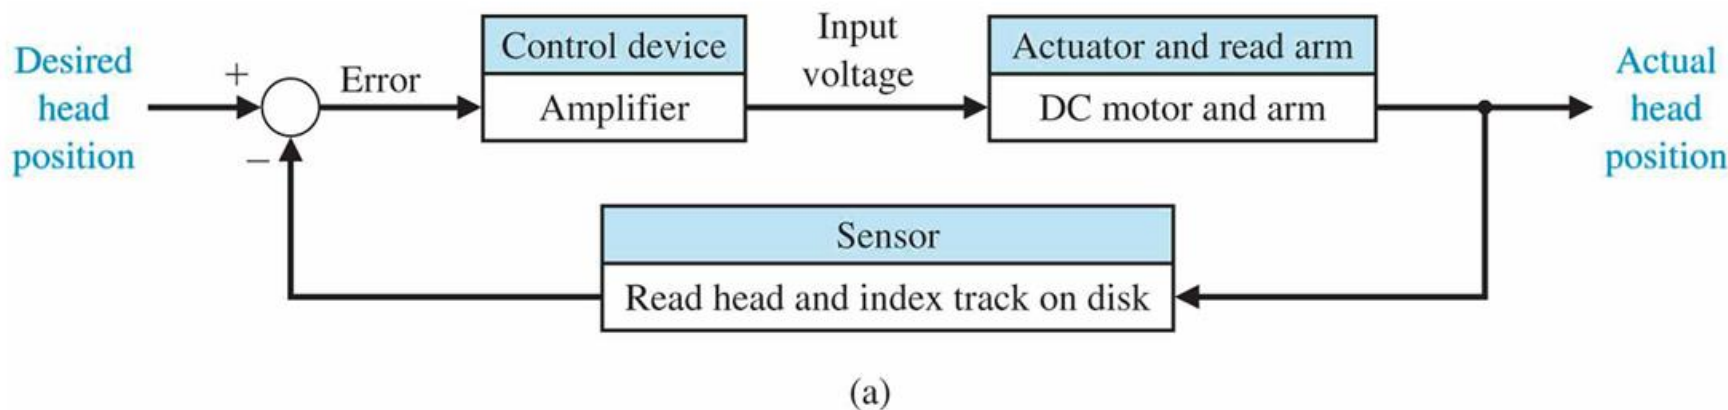 Desired
head
position
+
−
Error
Control device
Amplifier
Input
voltage
Actuator and read arm
DC motor and arm
Actual
head
position
Sensor
Read head and index track on disk
(a)